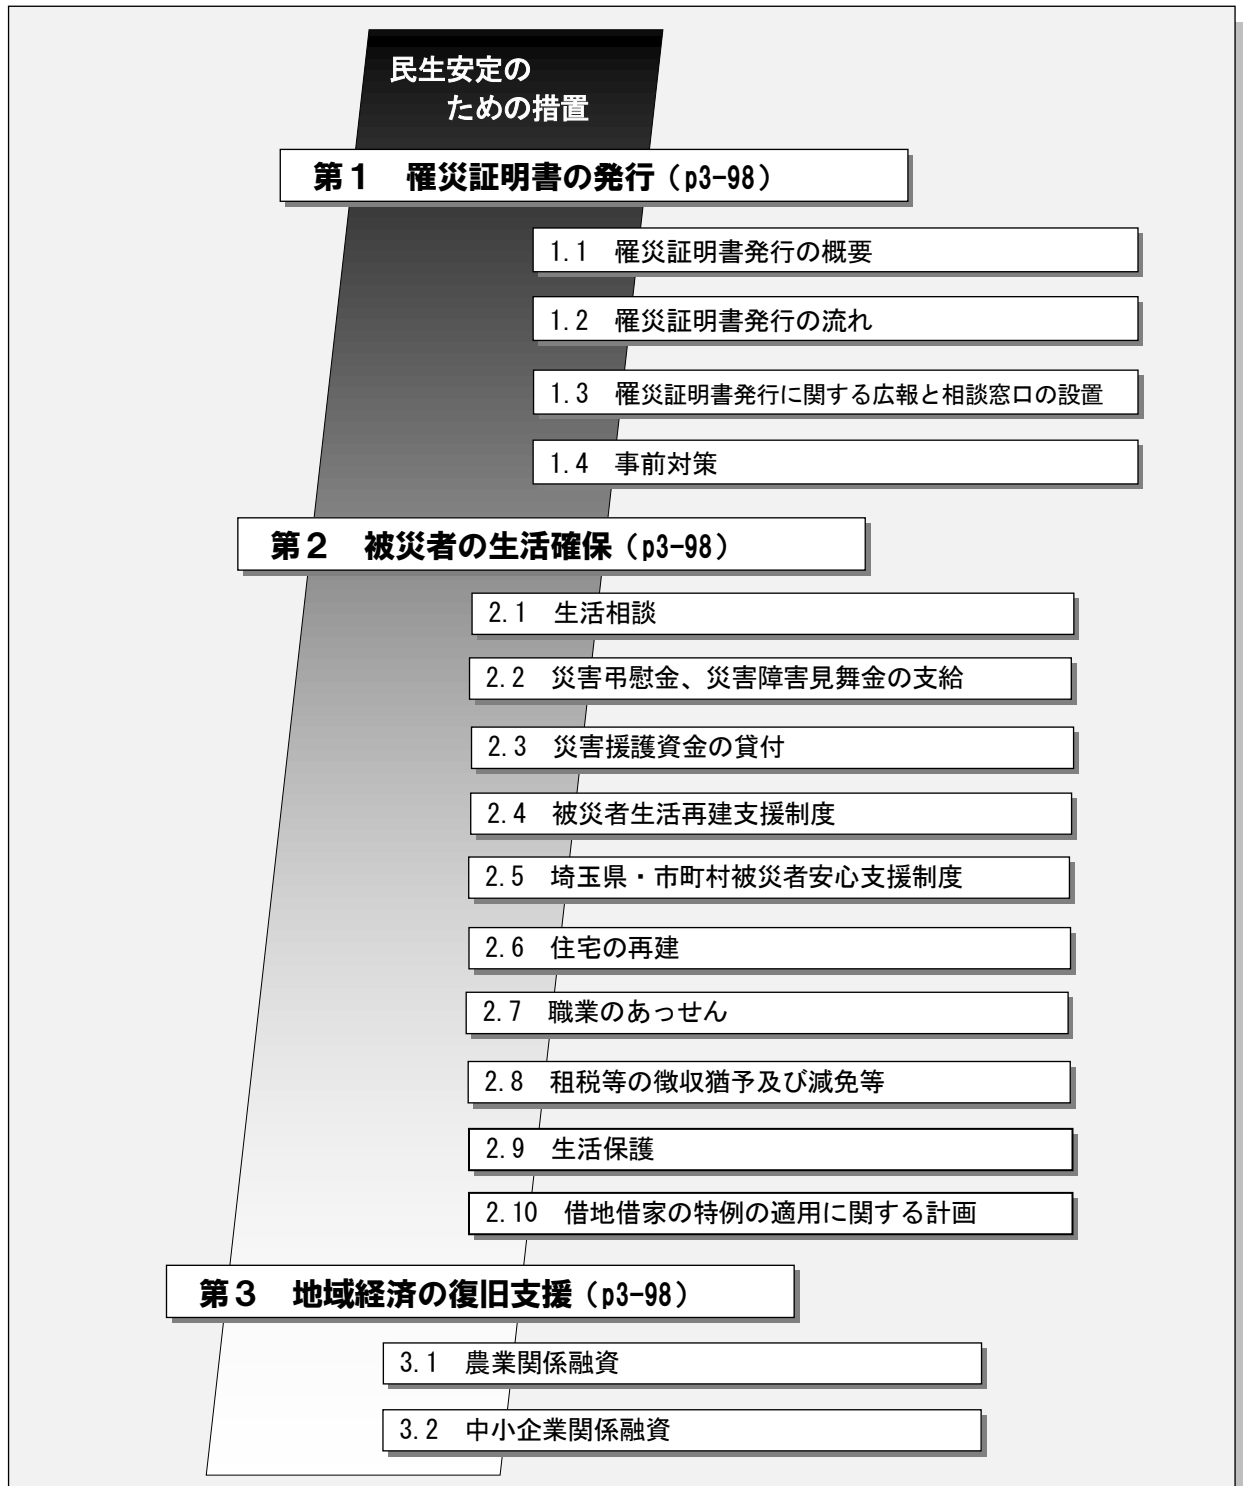 民生安定の
ための措置
第１　罹災証明書の発行（p3-98）
1.1　罹災証明書発行の概要
1.2　罹災証明書発行の流れ
1.3　罹災証明書発行に関する広報と相談窓口の設置
1.4　事前対策
第２　被災者の生活確保（p3-98）
2.1　生活相談
2.2　災害弔慰金、災害障害見舞金の支給
2.3　災害援護資金の貸付
2.4　被災者生活再建支援制度
2.5　埼玉県・市町村被災者安心支援制度
2.6　住宅の再建
2.7　職業のあっせん
2.8　租税等の徴収猶予及び減免等
2.9　生活保護
2.10　借地借家の特例の適用に関する計画
第３　地域経済の復旧支援（p3-98）
3.1　農業関係融資
3.2　中小企業関係融資